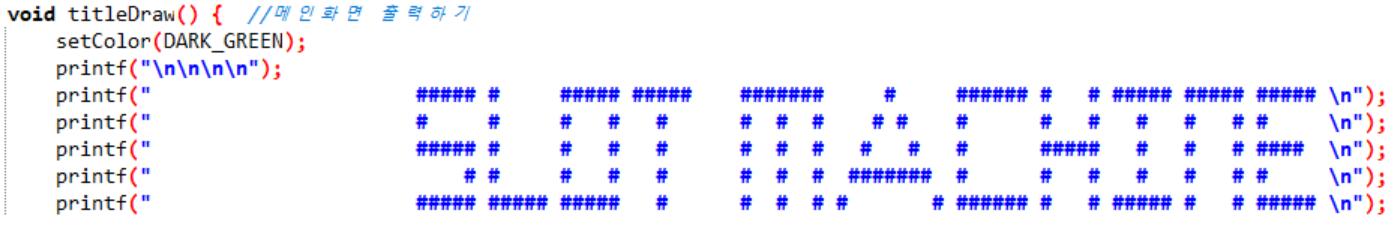 void titleDraw() {  //메인화면 출력하기
    setColor(DARK_GREEN);
    printf("\n\n\n\n");
    printf("                      ##### #     ##### #####    #######     #     ###### #   # ##### ##### ##### \n");
    printf("                      #     #     #   #   #      #  #  #    # #    #      #   #   #   #   # #     \n");
    printf("                      ##### #     #   #   #      #  #  #   #   #   #      #####   #   #   # ####  \n");
    printf("                          # #     #   #   #      #  #  #  #######  #      #   #   #   #   # #     \n");
    printf("                      ##### ##### #####   #      #  #  # #       # ###### #   # ##### #   # ##### \n");